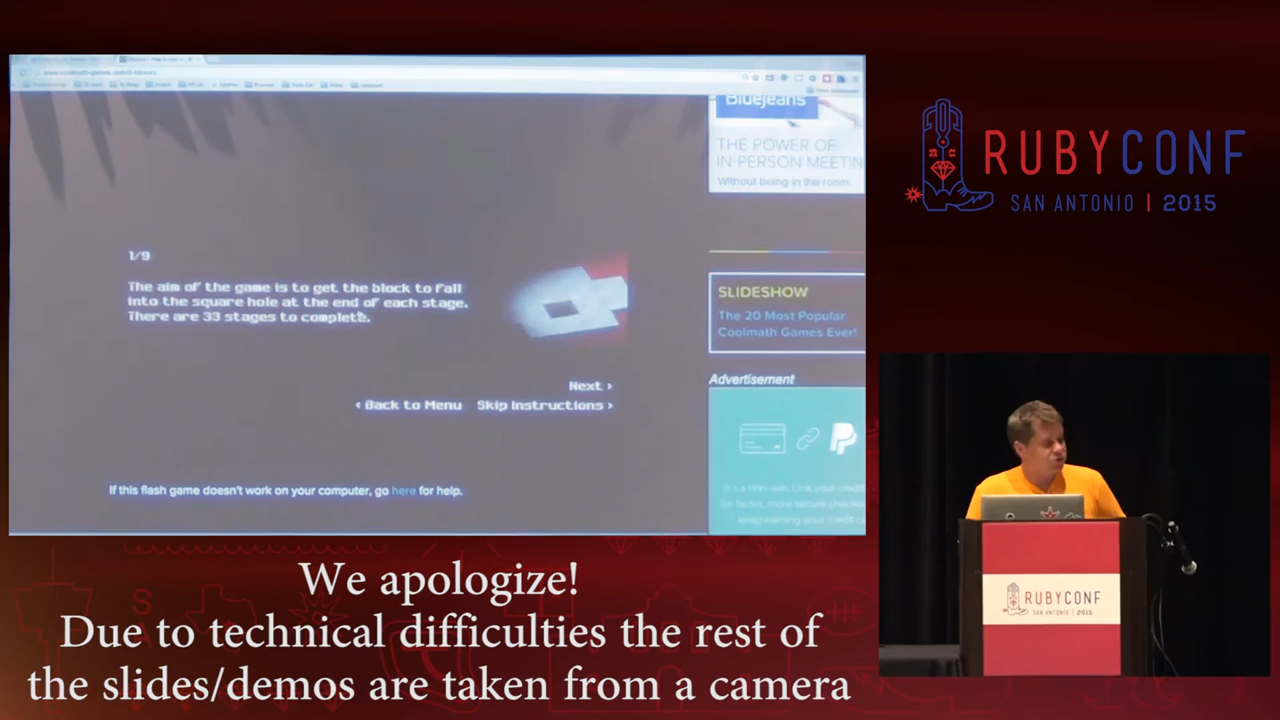 1/9
The aim of the game is to get the block to fall
into the square hole at the end of each stage.
There are 33 stages to complete.
Next >
< Back to Menu Skip Instructions >
If this flash game doesn't work on your computer, go here for help.
Bluejeans
THE POWER OF
IN-PERSON MEETIN
Without being in the room.
SLIDESHOW
The 20 Most Popular
Coolmath Games Ever!
Advertisement
RUBYCONF
SAN ANTONIO | 2015
RUBYCONF
SAN ANTONIO | 2015
We apologize!
Due to technical difficulties the rest of
the slides/demos are taken from a camera